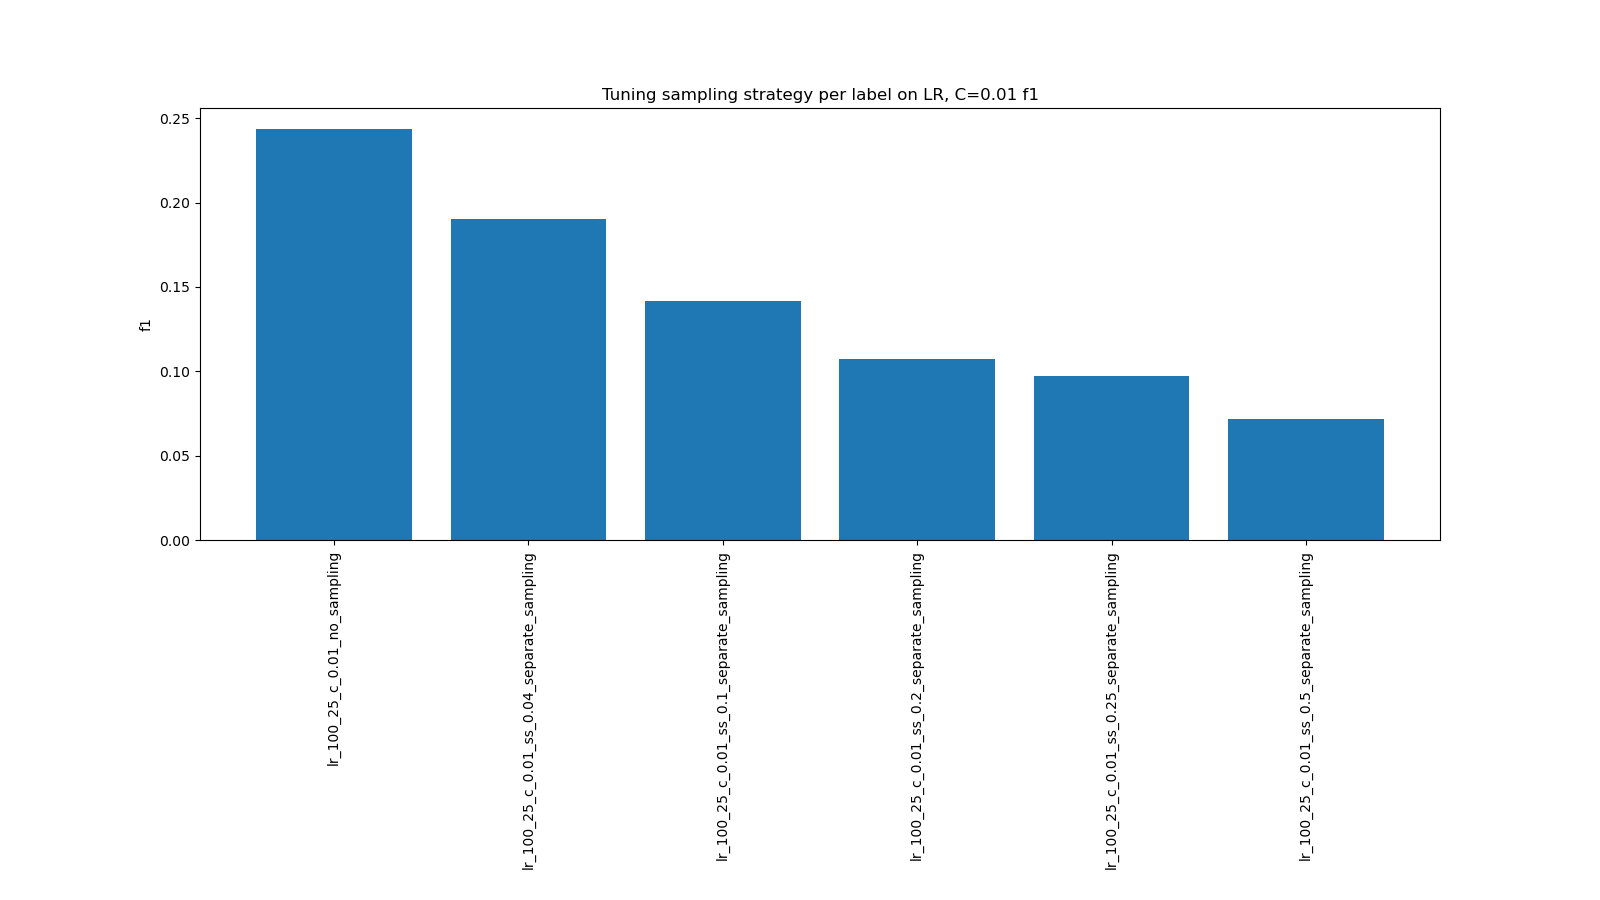 Tuning sampling strategy per label on LR, C=0.01 f1
0.25
0.20
0.15
0.10
0.05
0.00
f1
lr_100_25_c_0.01_no_sampling
lr_100_25_c_0.01_ss_0.04_separate_sampling
lr_100_25_c_0.01_ss_0.1_separate_sampling
lr_100_25_c_0.01_ss_0.2_separate_sampling
lr_100_25_c_0.01_ss_0.25_separate_sampling
lr_100_25_c_0.01_ss_0.5_separate_sampling